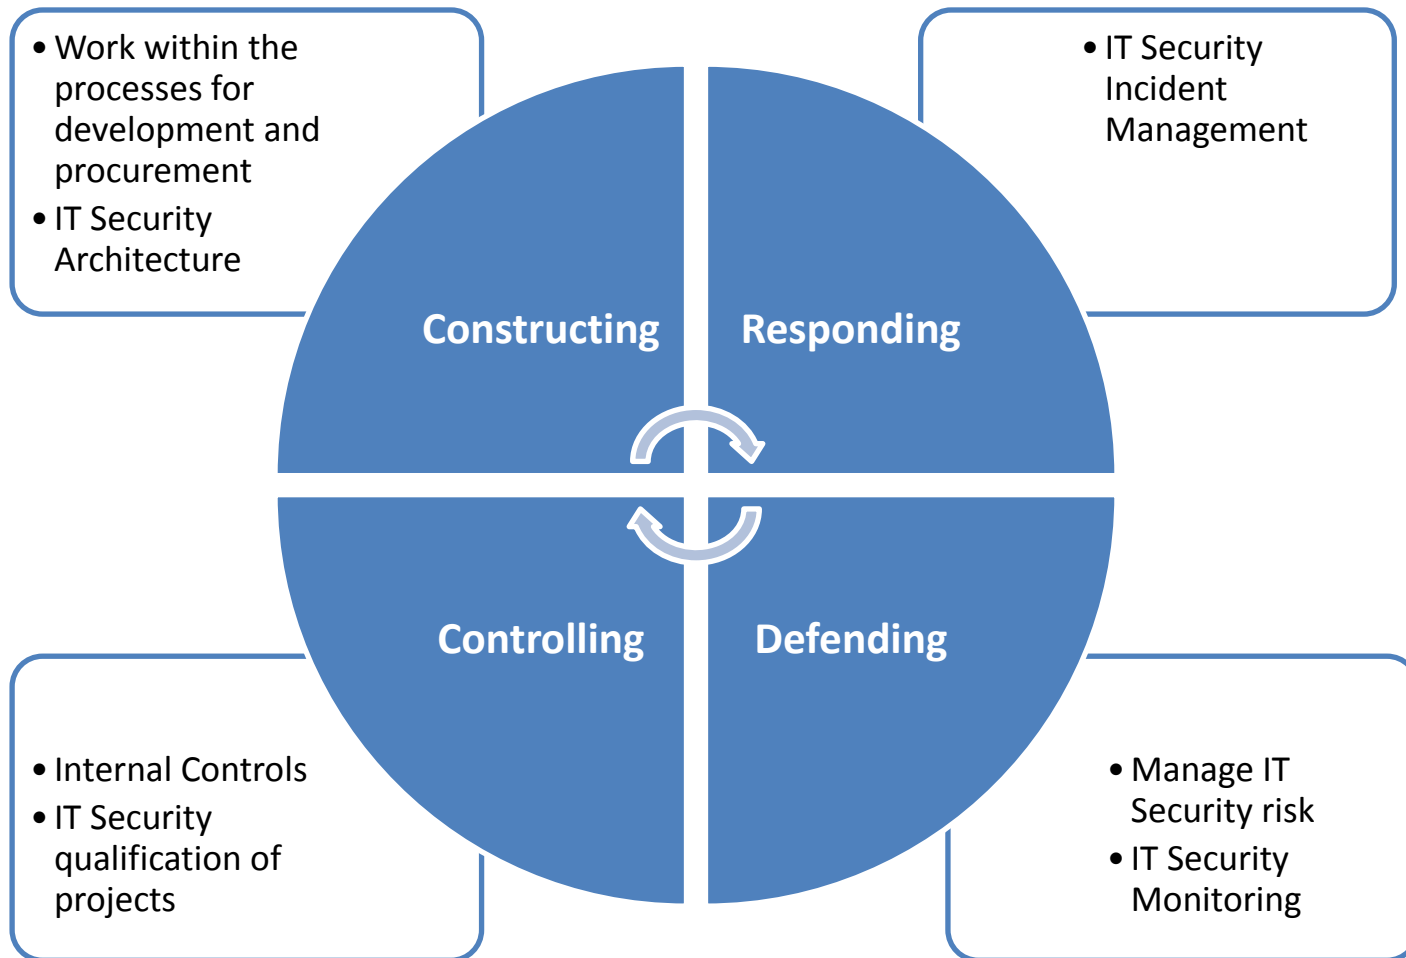 • Work within the
processes for
development and
procurement
• IT Security
Architecture
• IT Security
Incident
Management
Constructing
Responding
Controlling
Defending
• Internal Controls
• IT Security
qualification of
projects
• Manage IT
Security risk
• IT Security
Monitoring